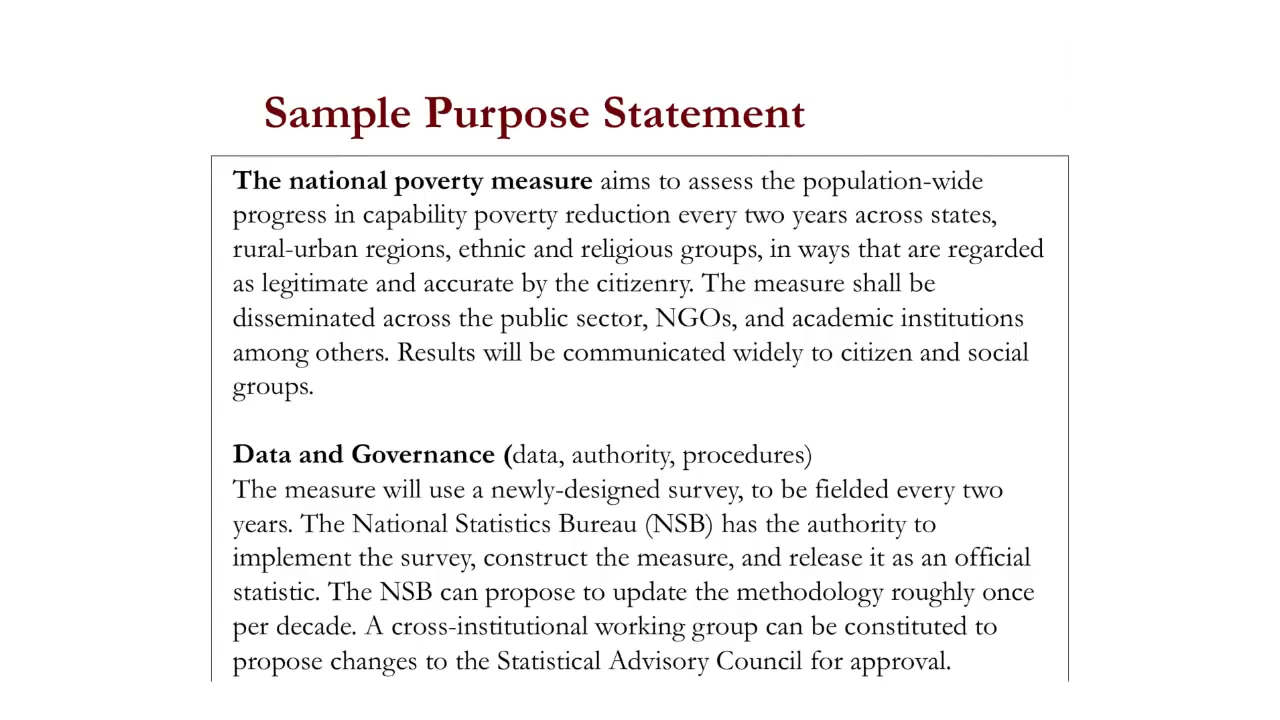 Sample Purpose Statement
The national poverty measure aims to assess the population-wide
progress in capability poverty reduction every two years across states,
rural-urban regions, ethnic and religious groups, in ways that are regarded
as legitimate and accurate by the citizenry. The measure shall be
disseminated across the public sector, NGOs, and academic institutions
among others. Results will be communicated widely to citizen and social
groups.
Data and Governance (data, authority, procedures)
The measure will use a newly-designed survey, to be fielded every two
years. The National Statistics Bureau (NSB) has the authority to
implement the survey, construct the measure, and release it as an official
statistic. The NSB can propose to update the methodology roughly once
per decade. A cross-institutional working group can be constituted to
propose changes to the Statistical Advisory Council for approval.